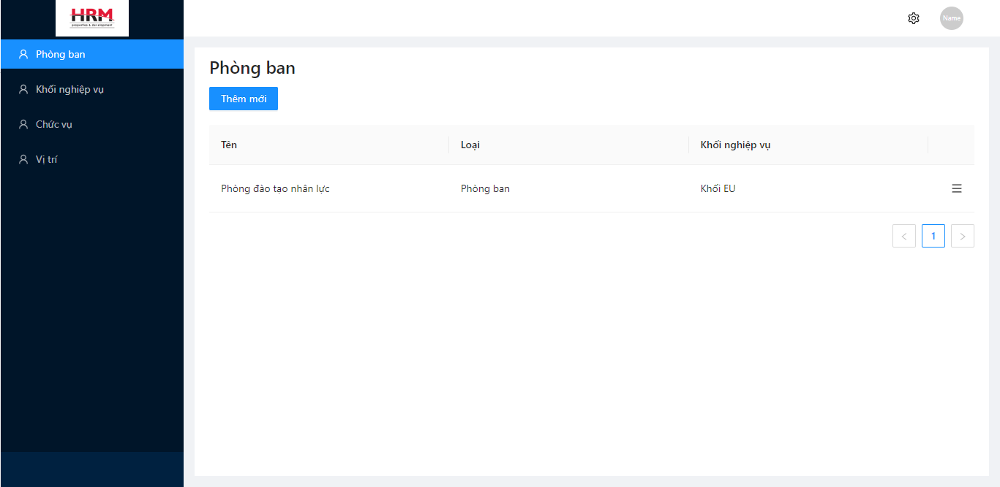 HRM
properties & development
Name
Phòng ban
Khối nghiệp vụ
Chức vụ
Vị trí
Phòng ban
Thêm mới
Tên Loại Khối nghiệp vụ
Phòng đào tạo nhân lực Phòng ban Khối EU
< 1 >